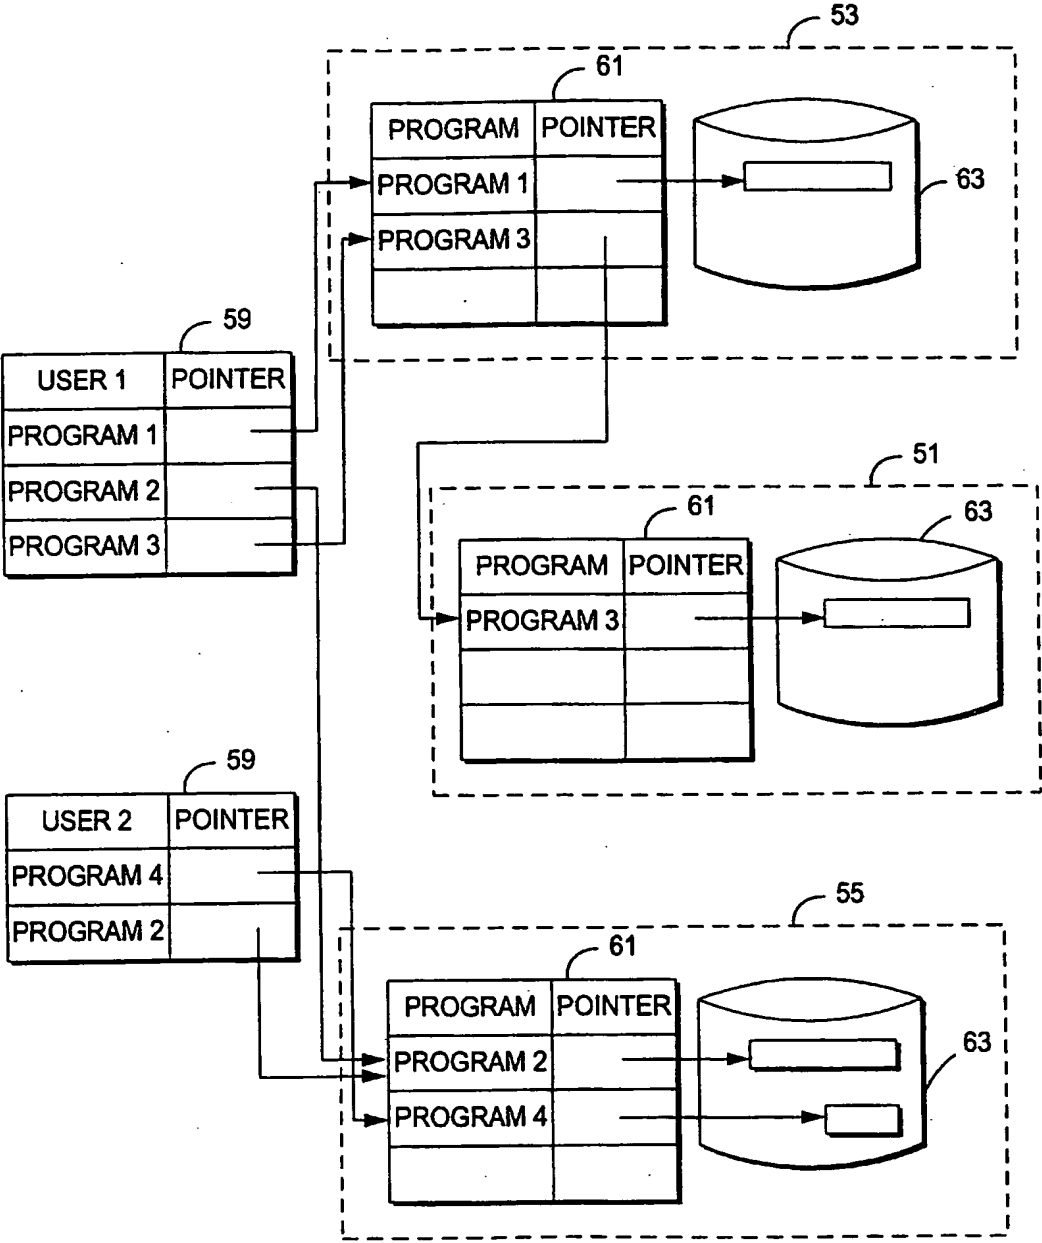 53
61
PROGRAM POINTER
PROGRAM 1
PROGRAM 3
63
59
USER 1 POINTER
PROGRAM 1
PROGRAM 2
PROGRAM 3
51
61
63
PROGRAM POINTER
PROGRAM 3
59
USER 2 POINTER
PROGRAM 4
PROGRAM 2
55
61
PROGRAM POINTER
PROGRAM 2
PROGRAM 4
63